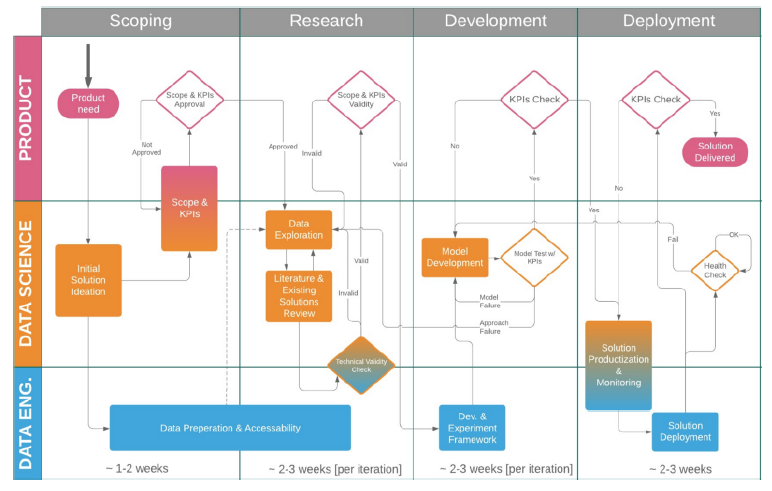 Scoping
Research
Development
Deployment
PRODUCT
Product
need
Scope & KPIs
Approval
Not
Approved
Scope &
KPIs
Approved
Scope & KPIs
Validity
Invalid
Valid
KPIs Check
No
Yes
KPIs Check
Yes
No
Solution
Delivered
Yes
DATA SCIENCE
Initial
Solution
Ideation
Data
Exploration
Literature &
Existing
Solutions
Review
Valid
Invalid
Technical Validity
Check
Model
Development
Model Test w/
KPIs
Model
Failure
Approach
Failure
Fail
OK
Health
Check
Solution
Productization
&
Monitoring
DATA ENG.
Data Preperation & Accessability
Dev. &
Experiment
Framework
Solution
Deployment
~ 1-2 weeks
~ 2-3 weeks [per iteration]
~ 2-3 weeks [per iteration]
~ 2-3 weeks